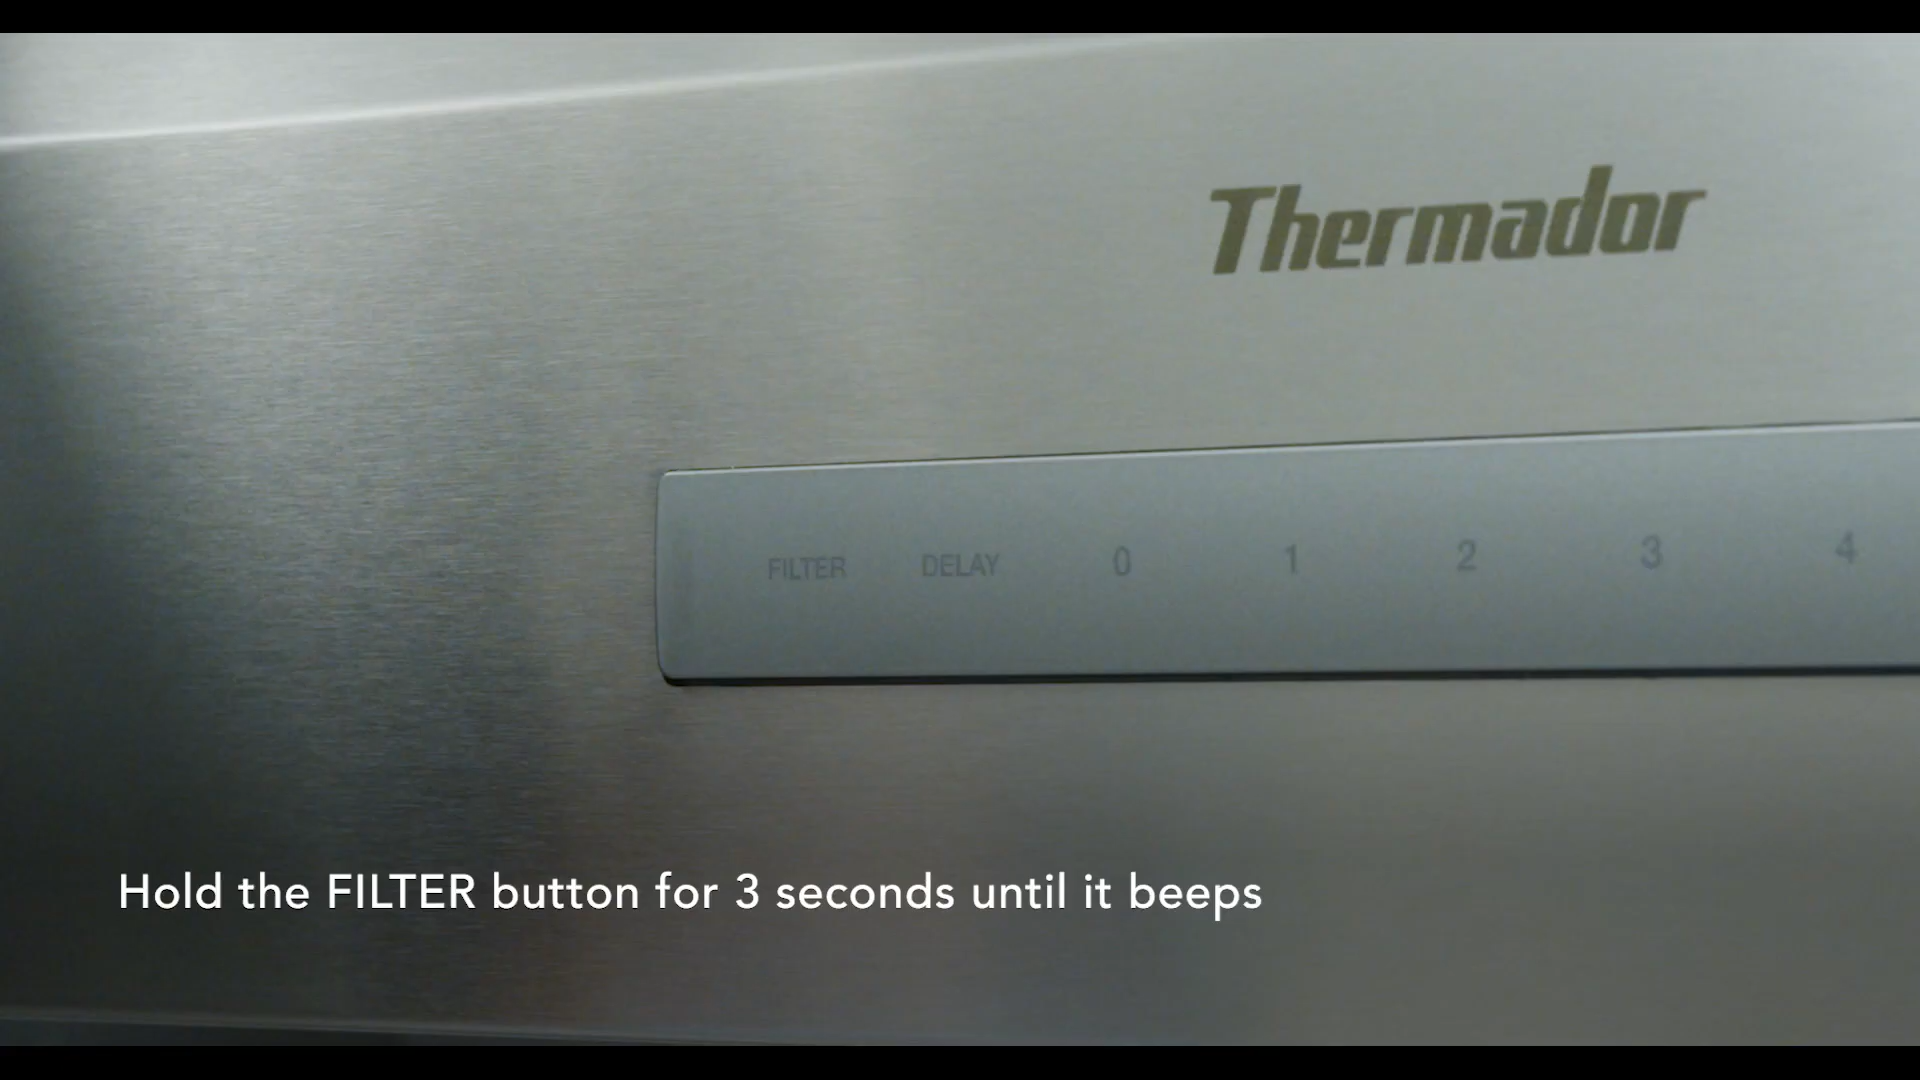 Thermador
FILTER DELAY 0 1 2 3 4
Hold the FILTER button for 3 seconds until it beeps